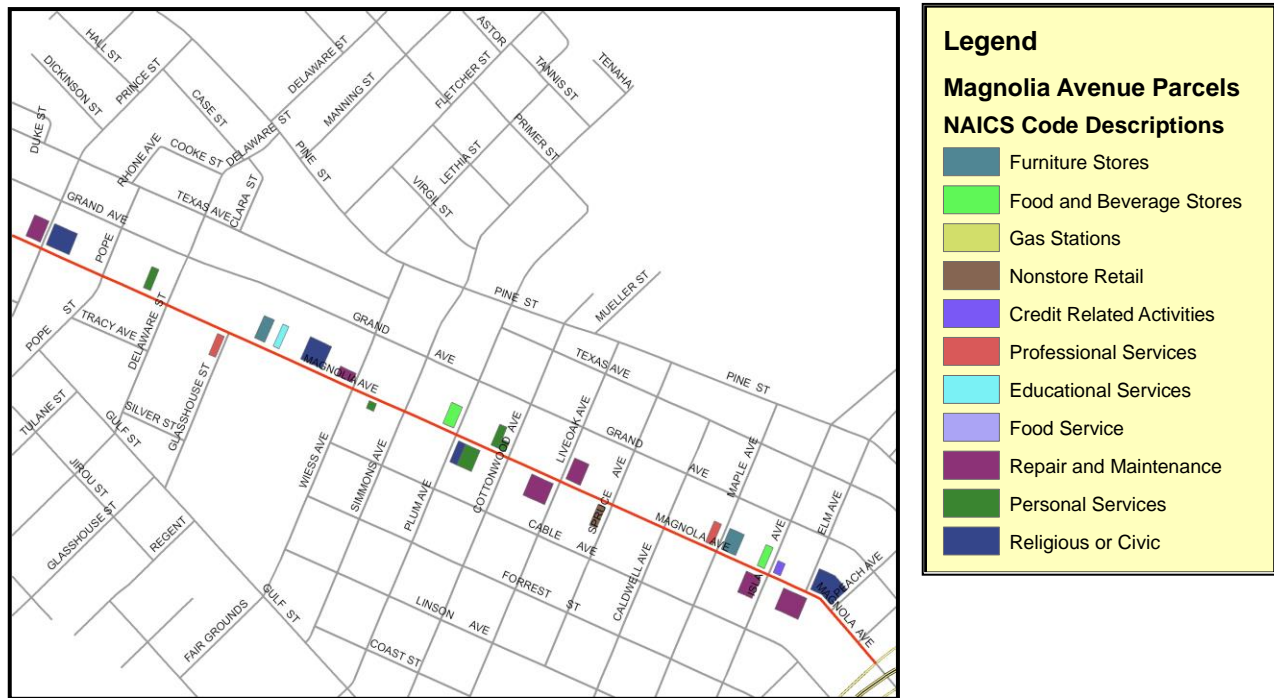 ASTOR
HALL ST
DELAWARE ST
TENAHA
TANNIS ST
FLETCHER ST
DICKINSON ST
PRINCE ST
MANNING ST
CASE ST
PRIMER ST
DUKE ST
DELAWARE ST
RHONE AVE
COOKE ST
PINE ST
LETHIA ST
VIRGIL ST
CLARA ST
TEXAS AVE
GRAND AVE
POPE
MUELLER ST
PINE ST
POPE ST
TRACY AVE
DELAWARE ST
GRAND AVE
TEXAS AVE
PINE ST
MAGNOLIA AVE
GLASSHOUSE ST
TULANE ST
SILVER ST
GULF ST
WIESS AVE
SIMMONS AVE
PLUM AVE
COTTONWOOD AVE
LIVEOAK AVE
GRAND AVE
MAPLE AVE
JIROU ST
GLASSHOUSE ST
REGENT
CABLE AVE
SPRUCE AVE
MAGNOLA AVE
ISLA AVE
ELM AVE
PEACH AVE
MAGNOLA AVE
CALDWELL AVE
FORREST ST
LINSON AVE
GULF ST
FAIR GROUNDS
COAST ST
Legend
Magnolia Avenue Parcels
NAICS Code Descriptions
Furniture Stores
Food and Beverage Stores
Gas Stations
Nonstore Retail
Credit Related Activities
Professional Services
Educational Services
Food Service
Repair and Maintenance
Personal Services
Religious or Civic